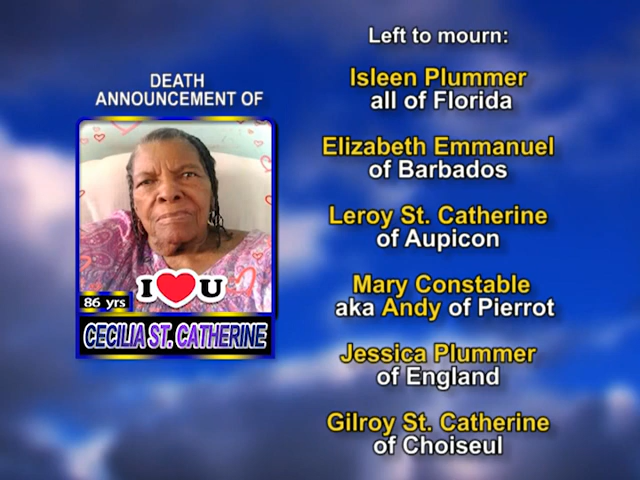 DEATH
ANNOUNCEMENT OF
I ❤ U
86 yrs
CECILIA ST. CATHERINE
Left to mourn:
Isleen Plummer
all of Florida
Elizabeth Emmanuel
of Barbados
Leroy St. Catherine
of Aupicon
Mary Constable
aka Andy of Pierrot
Jessica Plummer
of England
Gilroy St. Catherine
of Choiseul